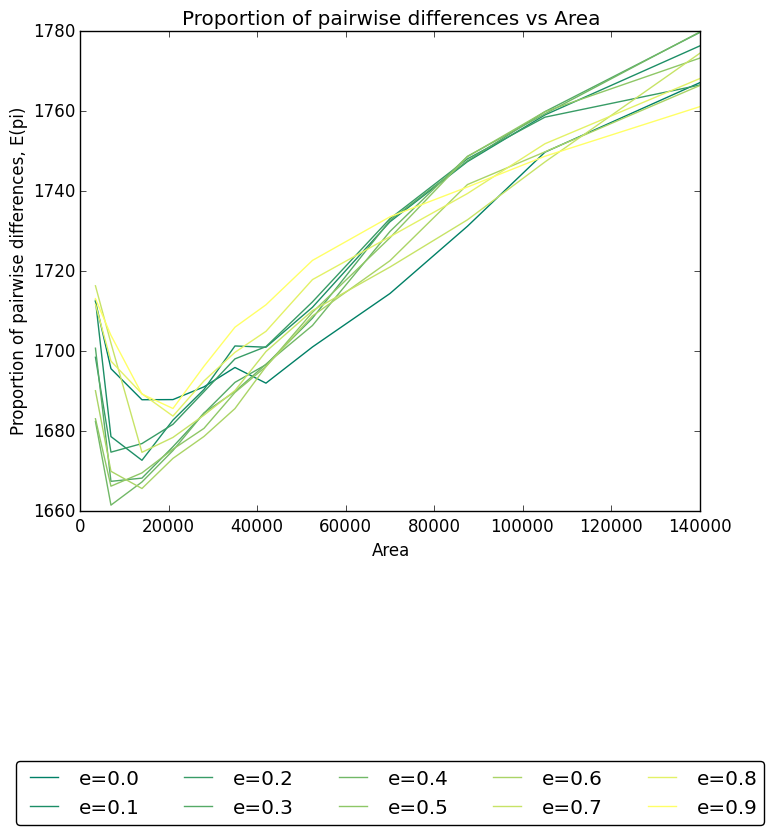 Proportion of pairwise differences vs Area
1780
1760
1740
1720
1700
1680
1660
Proportion of pairwise differences, E(pi)
0 20000 40000 60000 80000 100000 120000 140000
Area
e=0.0 e=0.2 e=0.4 e=0.6 e=0.8
e=0.1 e=0.3 e=0.5 e=0.7 e=0.9